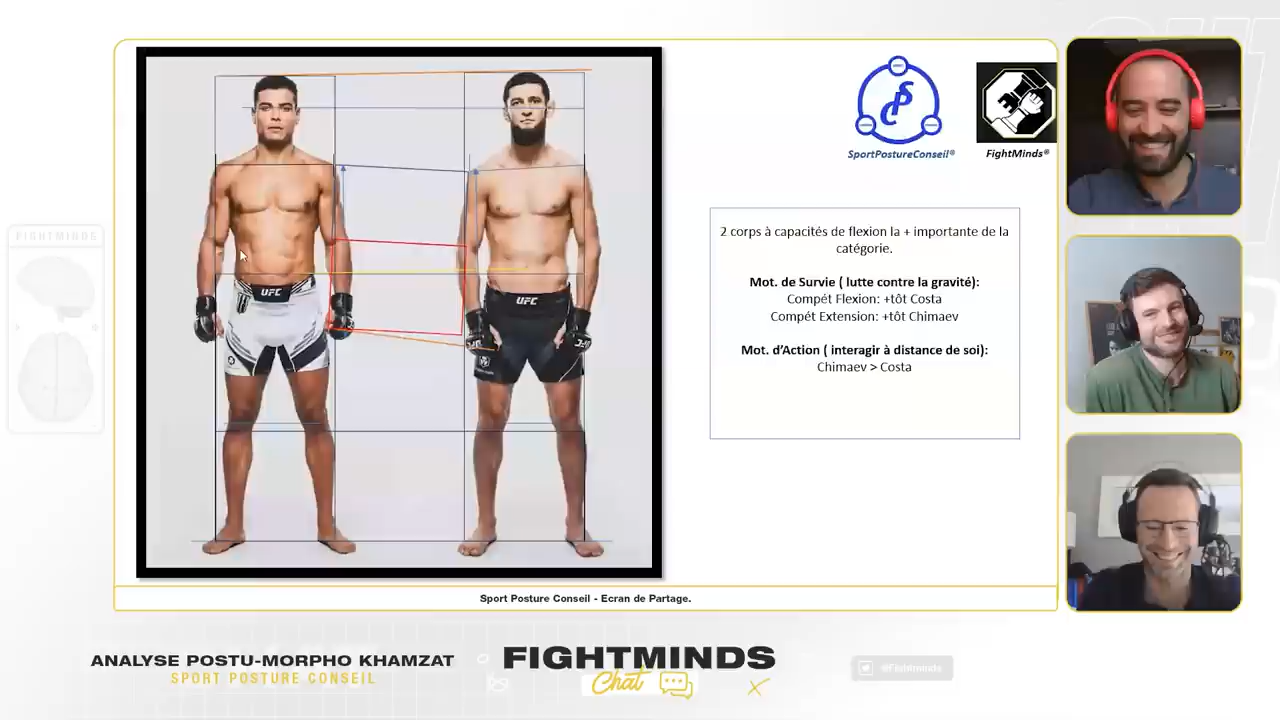 FIGHTMINDS
SPC
SportPostureConseil®
FightMinds®
2 corps à capacités de flexion la + importante de la
catégorie.
Mot. de Survie ( lutte contre la gravité):
Compét Flexion: +tôt Costa
Compét Extension: +tôt Chimaev
Mot. d'Action ( interagir à distance de soi):
Chimaev > Costa
UFC
UFC
Sport Posture Conseil - Ecran de Partage.
ANALYSE POSTU-MORPHO KHAMZAT
SPORT POSTURE CONSEIL
FIGHTMINDS
Chat
@Fightminds